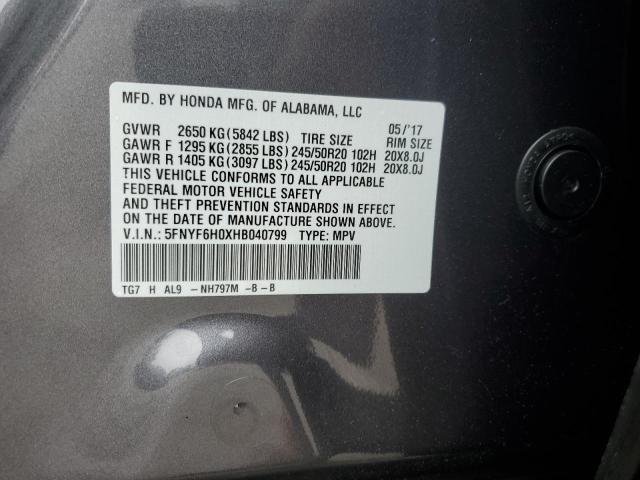 MFD. BY HONDA MFG. OF ALABAMA, LLC
GVWR 2650 KG (5842 LBS) TIRE SIZE 05/'17 RIM SIZE
GAWR F 1295 KG (2855 LBS) 245/50R20 102H 20X8.0J
GAWR R 1405 KG (3097 LBS) 245/50R20 102H 20X8.0J
THIS VEHICLE CONFORMS TO ALL APPLICABLE
FEDERAL MOTOR VEHICLE SAFETY
AND THEFT PREVENTION STANDARDS IN EFFECT
ON THE DATE OF MANUFACTURE SHOWN ABOVE.
V.I.N.: 5FNYF6H0XHB040799 TYPE: MPV
TG7 H AL9 -NH797M -B -B